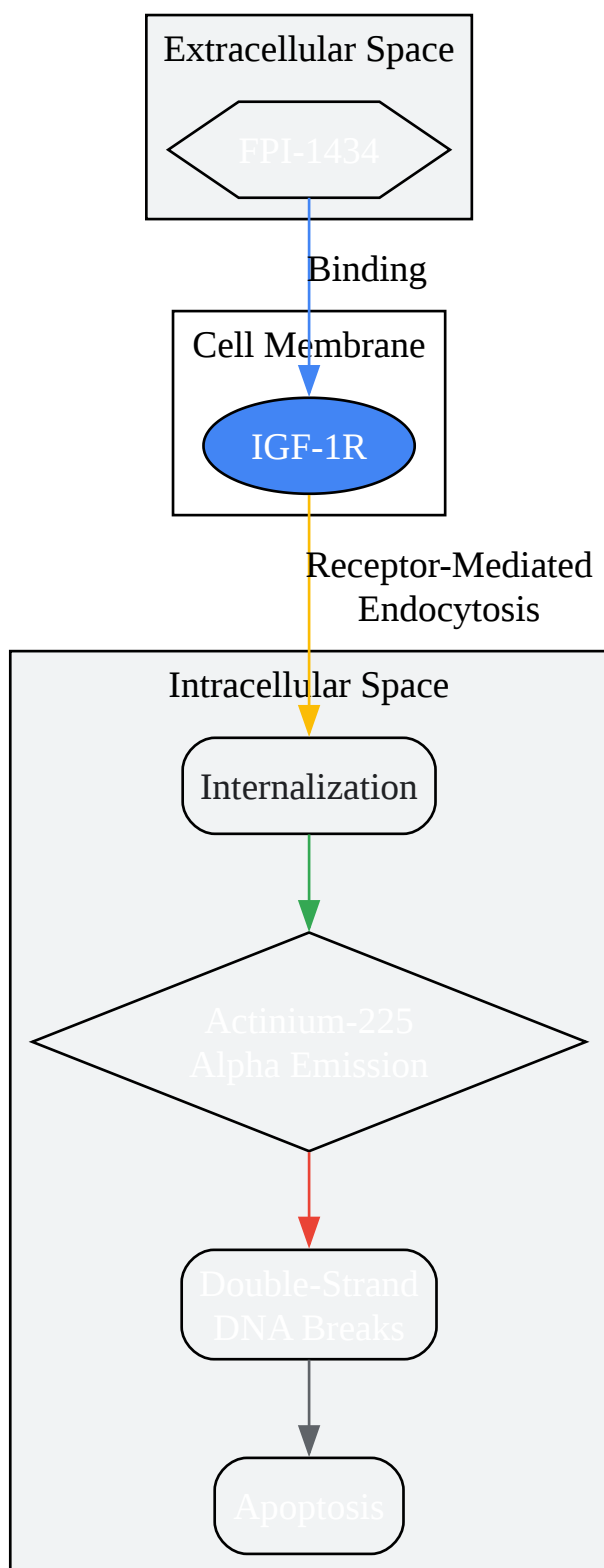 Extracellular Space
FPI-1434
Binding
Cell Membrane
IGF-1R
Receptor-Mediated
Endocytosis
Intracellular Space
Internalization
Actinium-225
Alpha Emission
Double-Strand
DNA Breaks
Apoptosis